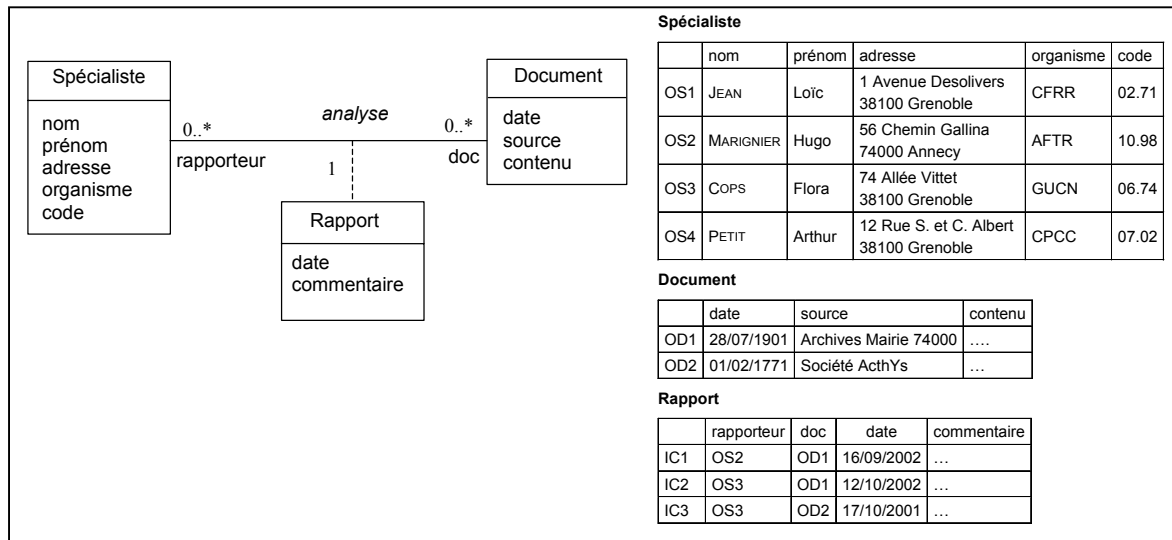 Spécialiste
nom
prénom
adresse
organisme
code
0..*
rapporteur
analyse
1
0..*
doc
Document
date
source
contenu
Rapport
date
commentaire
Spécialiste
nom prénom adresse organisme code
OS1 JEAN Loïc 1 Avenue Desolivers 38100 Grenoble CFRR 02.71
OS2 MARIGNIER Hugo 56 Chemin Gallina 74000 Annecy AFTR 10.98
OS3 COPS Flora 74 Allée Vittet 38100 Grenoble GUCN 06.74
OS4 PETIT Arthur 12 Rue S. et C. Albert 38100 Grenoble CPCC 07.02
Document
date source contenu
OD1 28/07/1901 Archives Mairie 74000 ….
OD2 01/02/1771 Société ActhYs …
Rapport
rapporteur doc date commentaire
IC1 OS2 OD1 16/09/2002 …
IC2 OS3 OD1 12/10/2002 …
IC3 OS3 OD2 17/10/2001 …